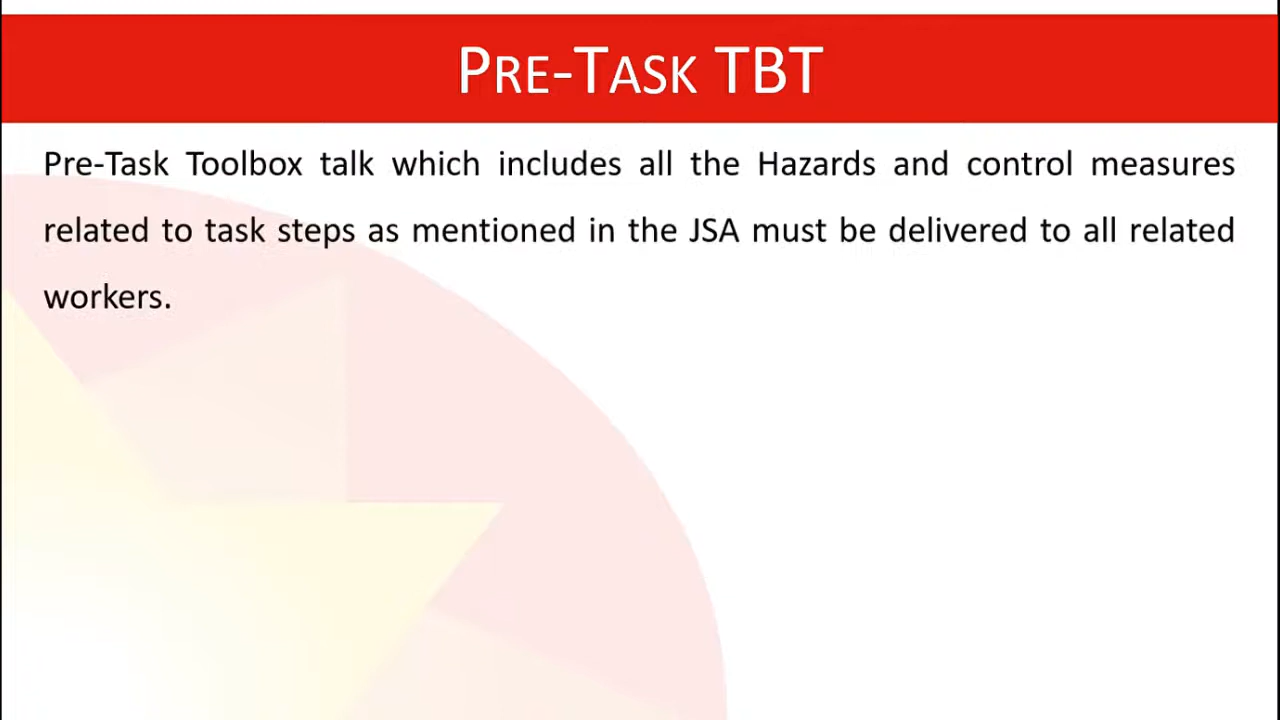 Pre-Task TBT
Pre-Task Toolbox talk which includes all the Hazards and control measures
related to task steps as mentioned in the JSA must be delivered to all related
workers.